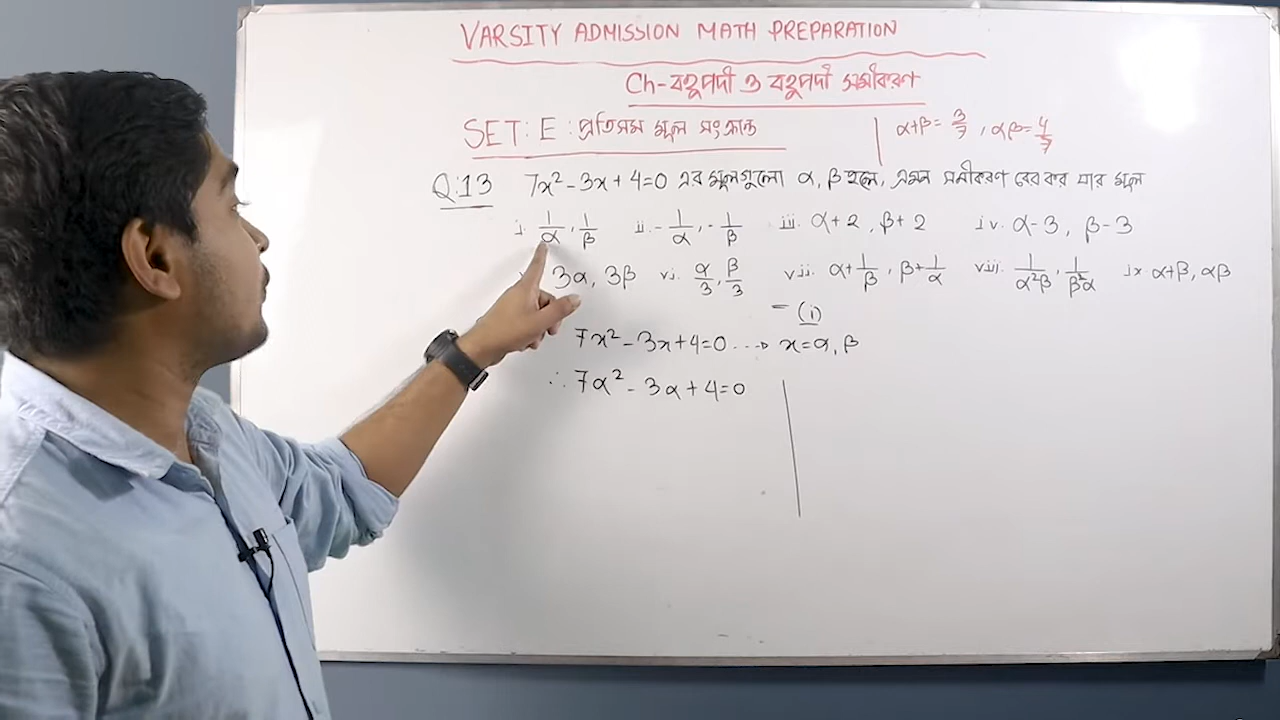 VARSITY ADMISSION MATH PREPARATION
Ch-বহুপদী ও বহুপদী সমীকরণ
SET: E : প্রতিসম মূল সংক্রান্ত
α+β= 3/7 , αβ= 4/7
Q:13 7x² - 3x + 4 = 0 এর মূলগুলো α, β হলে, এমন সমীকরণ বের কর যার মূল
i. 1/α , 1/β ii. -1/α , -1/β iii. α+2 , β+2 iv. α-3, β-3
3α, 3β vi. α/3 , β/3 vii. α+1/β , β+1/α viii. 1/α²β , 1/β²α ix α+β, αβ
- (i)
7x² - 3x + 4 = 0 ---> x = α, β
∴ 7α² - 3α + 4 = 0